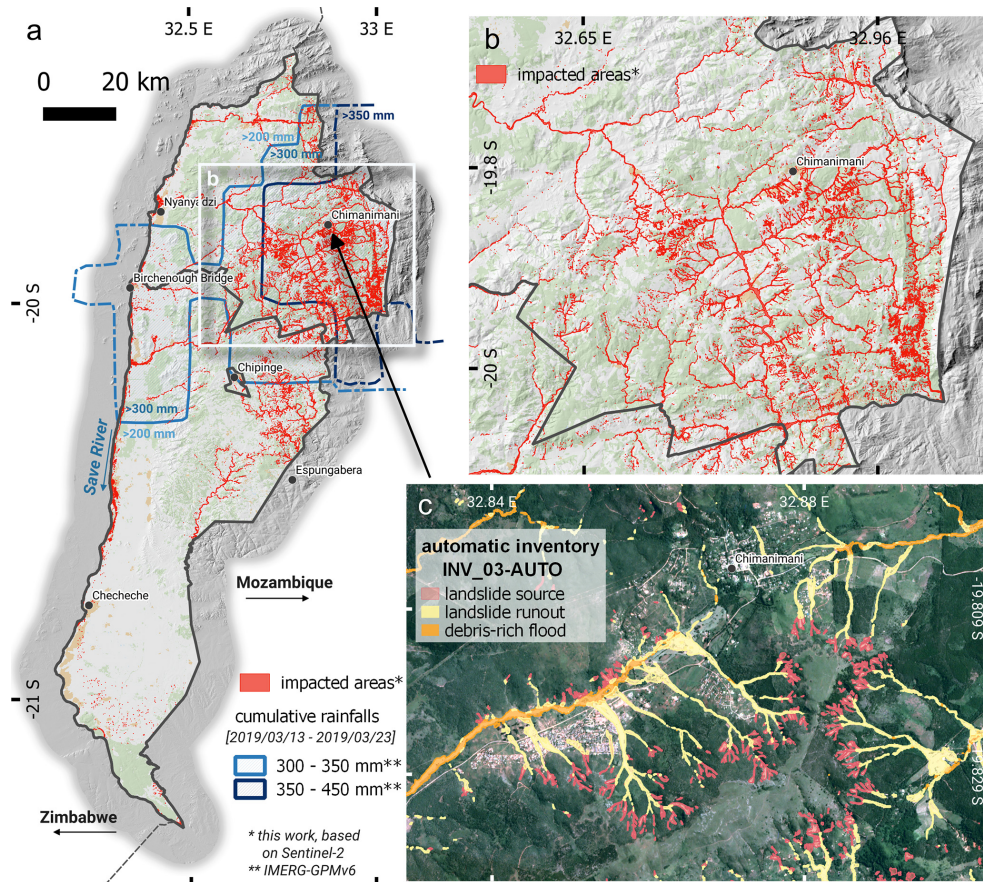 a
32.5 E
33 E
0 20 km
>200 mm
>300 mm
>350 mm
b
Nyanyadzi
Chimanimani
Birchenough Bridge
-20 S
Chipinge
>300 mm
>200 mm
Save River
Espungabera
Mozambique
Checheche
-21 S
impacted areas*
cumulative rainfalls
[2019/03/13 - 2019/03/23]
300 - 350 mm**
350 - 450 mm**
Zimbabwe
* this work, based
on Sentinel-2
** IMERG-GPMv6
b
32.65 E
32.96 E
impacted areas*
-19.8 S
Chimanimani
-20 S
c
32.84 E
32.88 E
automatic inventory
INV_03-AUTO
landslide source
landslide runout
debris-rich flood
Chimanimani
-19.809 S
-19.829 S